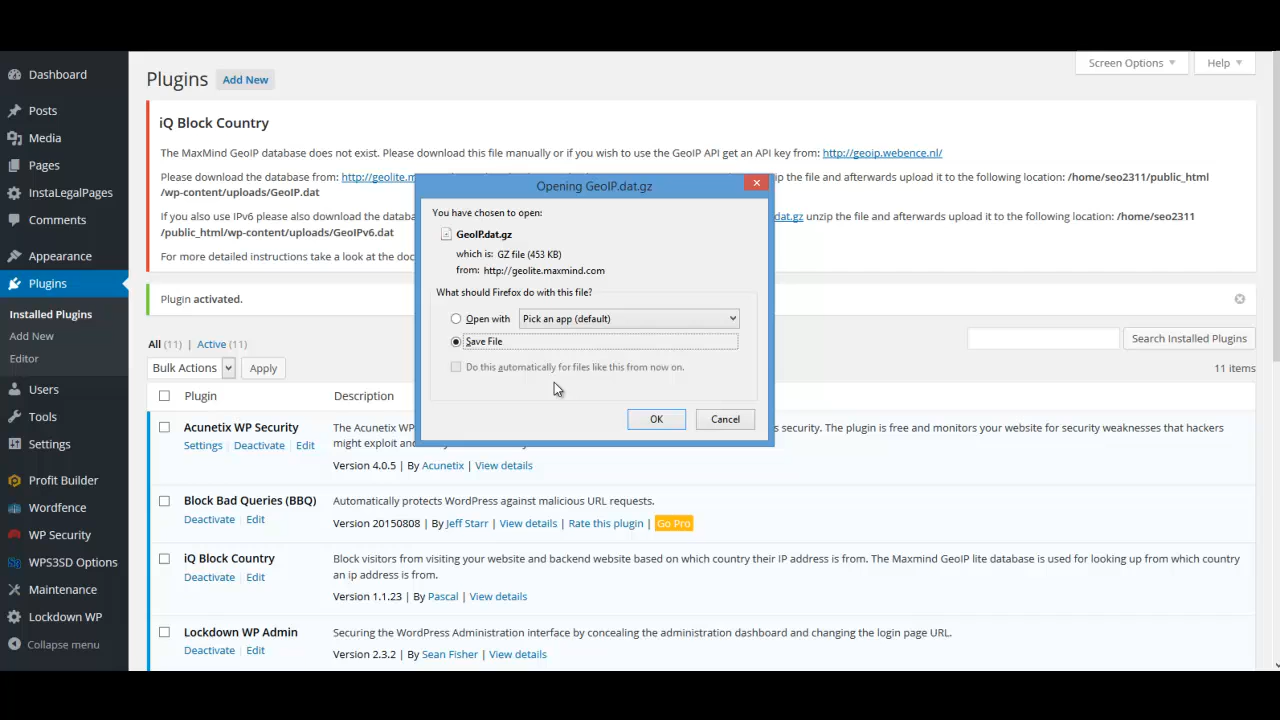 Dashboard
Posts
Media
Pages
InstaLegalPages
Comments
Appearance
Plugins
Installed Plugins
Add New
Editor
Users
Tools
Settings
Profit Builder
Wordfence
WP Security
WPS3SD Options
Maintenance
Lockdown WP
Collapse menu
Screen Options
Help
Plugins Add New
iQ Block Country
The MaxMind GeoIP database does not exist. Please download this file manually or if you wish to use the GeoIP API get an API key from: http://geoip.webence.nl/
Please download the database from: http://geolite.m ip the file and afterwards upload it to the following location: /home/seo2311/public_html
/wp-content/uploads/GeoIP.dat
If you also use IPv6 please also download the databa dat.gz unzip the file and afterwards upload it to the following location: /home/seo2311
/public_html/wp-content/uploads/GeoIPv6.dat
For more detailed instructions take a look at the doc
Plugin activated.
All (11) | Active (11)
Search Installed Plugins
Bulk Actions Apply
11 items
Plugin Description
Acunetix WP Security
Settings | Deactivate | Edit
The Acunetix WP s security. The plugin is free and monitors your website for security weaknesses that hackers
might exploit and
Version 4.0.5 | By Acunetix | View details
Block Bad Queries (BBQ)
Deactivate | Edit
Automatically protects WordPress against malicious URL requests.
Version 20150808 | By Jeff Starr | View details | Rate this plugin | Go Pro
iQ Block Country
Deactivate | Edit
Block visitors from visiting your website and backend website based on which country their IP address is from. The Maxmind GeoIP lite database is used for looking up from which country
an ip address is from.
Version 1.1.23 | By Pascal | View details
Lockdown WP Admin
Deactivate | Edit
Securing the WordPress Administration interface by concealing the administration dashboard and changing the login page URL.
Version 2.3.2 | By Sean Fisher | View details
Opening GeoIP.dat.gz
You have chosen to open:
GeoIP.dat.gz
which is: GZ file (453 KB)
from: http://geolite.maxmind.com
What should Firefox do with this file?
Open with Pick an app (default)
Save File
Do this automatically for files like this from now on.
OK Cancel